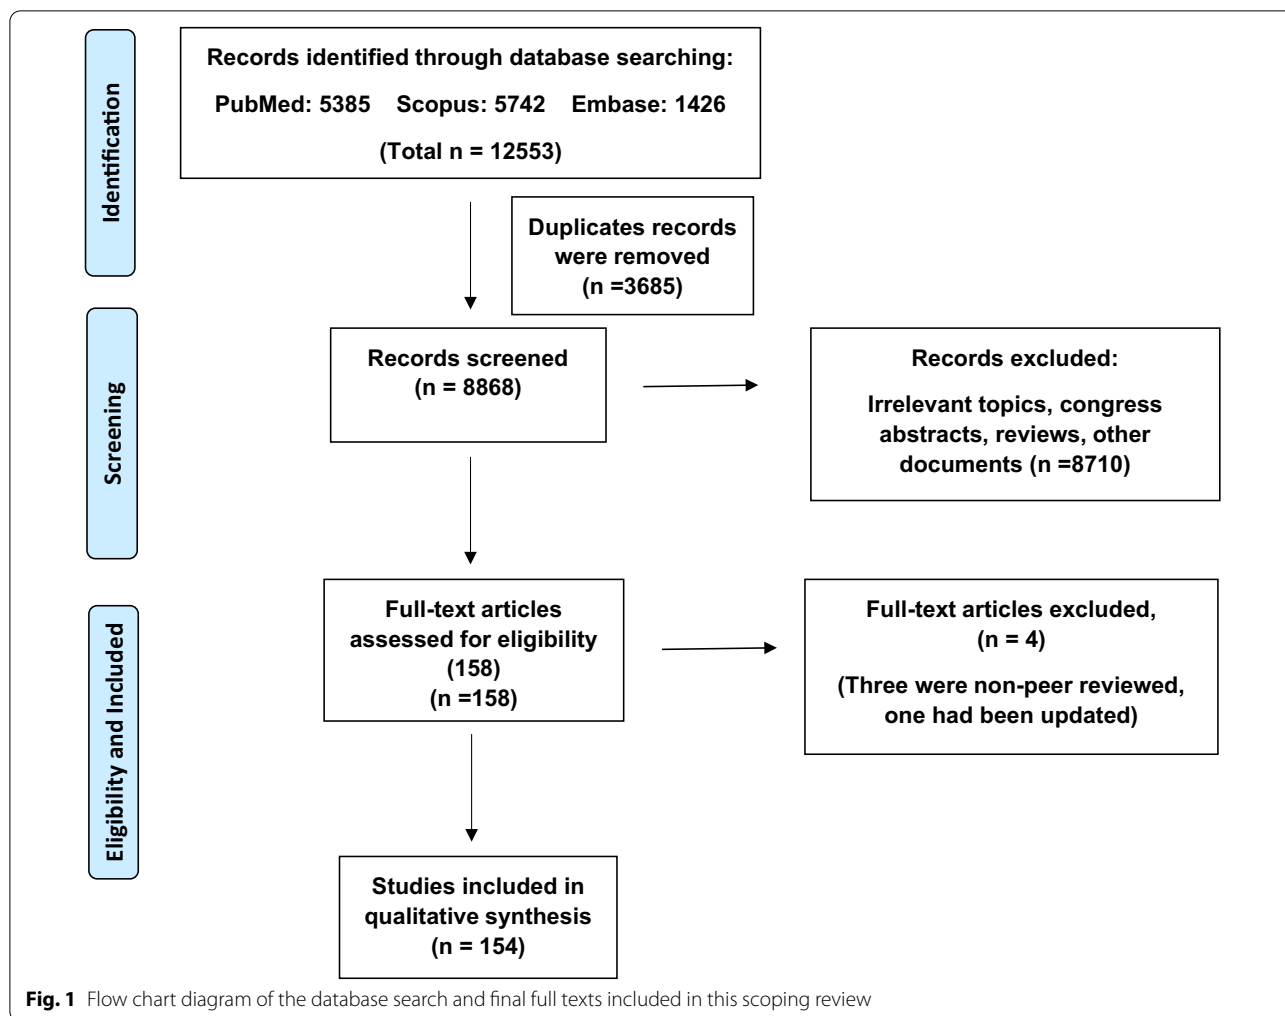 Identification
Records identified through database searching:
PubMed: 5385 Scopus: 5742 Embase: 1426
(Total n = 12553)
Duplicates records
were removed
(n =3685)
Screening
Records screened
(n = 8868)
Records excluded:
Irrelevant topics, congress
abstracts, reviews, other
documents (n =8710)
Eligibility and Included
Full-text articles
assessed for eligibility
(158)
(n =158)
Full-text articles excluded,
(n = 4)
(Three were non-peer reviewed,
one had been updated)
Studies included in
qualitative synthesis
(n = 154)
Fig. 1 Flow chart diagram of the database search and final full texts included in this scoping review